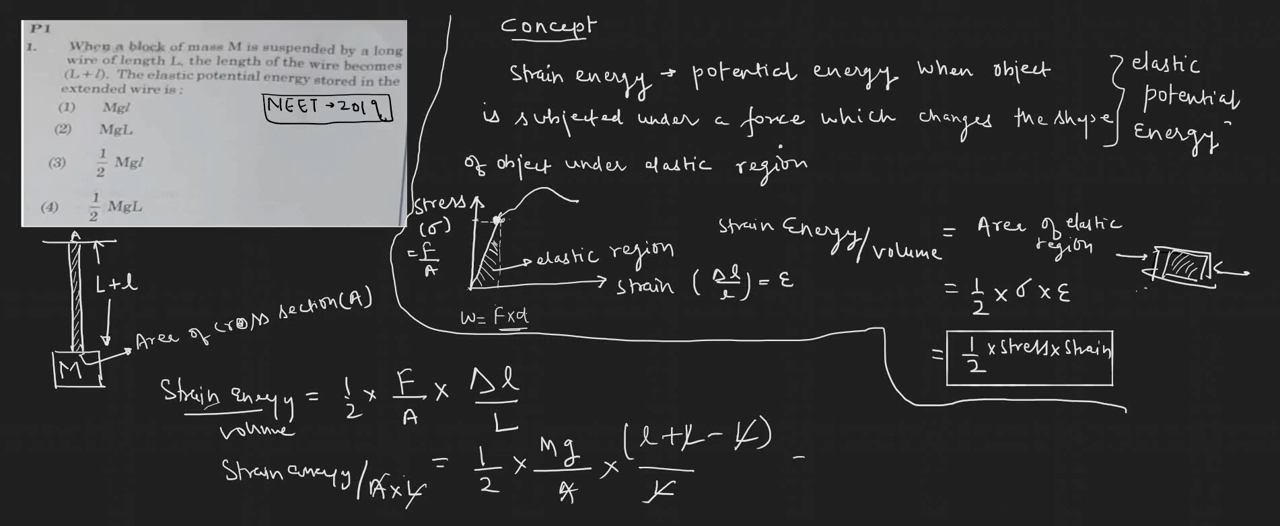 P1
1. When a block of mass M is suspended by a long
wire of length L, the length of the wire becomes
(L + l). The elastic potential energy stored in the
extended wire is :
(1) Mgl
(2) MgL
(3) 1/2 Mgl
(4) 1/2 MgL
NEET → 2019
A
L+l
M
Area of cross section (A)
Concept
Strain energy → potential energy when object
is subjected under a force which changes the shape
of object under elastic region
elastic
potential
Energy
stress
(σ)
= F/A
elastic region
strain (Δl/l) = ε
W = F×d
Strain Energy/volume = Area of elastic
region
= 1/2 × σ × ε
= 1/2 × stress × strain
Strain Energy/volume = 1/2 × F/A × Δl/L
Strain energy/A×L = 1/2 × Mg/A × (l+L-L)/L =